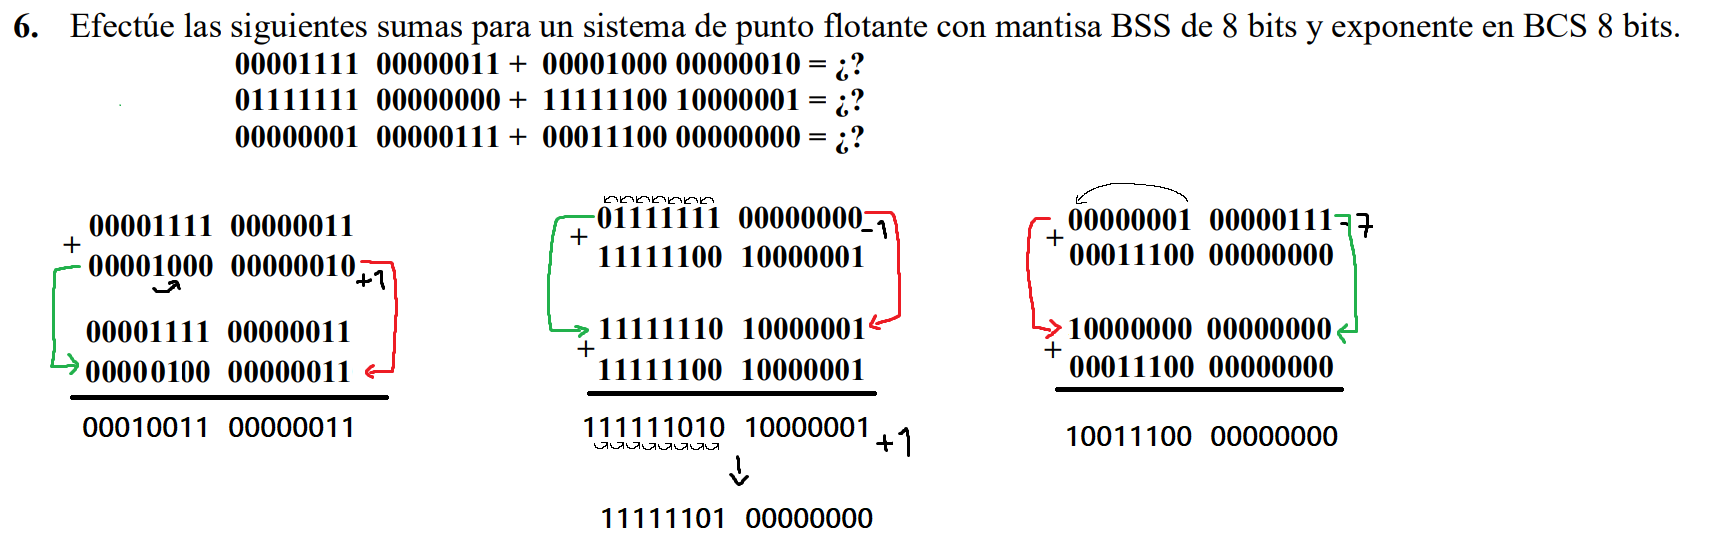 6. Efectúe las siguientes sumas para un sistema de punto flotante con mantisa BSS de 8 bits y exponente en BCS 8 bits.
00001111 00000011 + 00001000 00000010 = ¿?
01111111 00000000 + 11111100 10000001 = ¿?
00000001 00000111 + 00011100 00000000 = ¿?
00001111 00000011
+
00001000 00000010 +1
00001111 00000011
00000100 00000011
00010011 00000011
01111111 00000000 -1
+
11111100 10000001
11111110 10000001
+
11111100 10000001
111111010 10000001 +1
11111101 00000000
00000001 00000111 -7
+
00011100 00000000
10000000 00000000
+
00011100 00000000
10011100 00000000